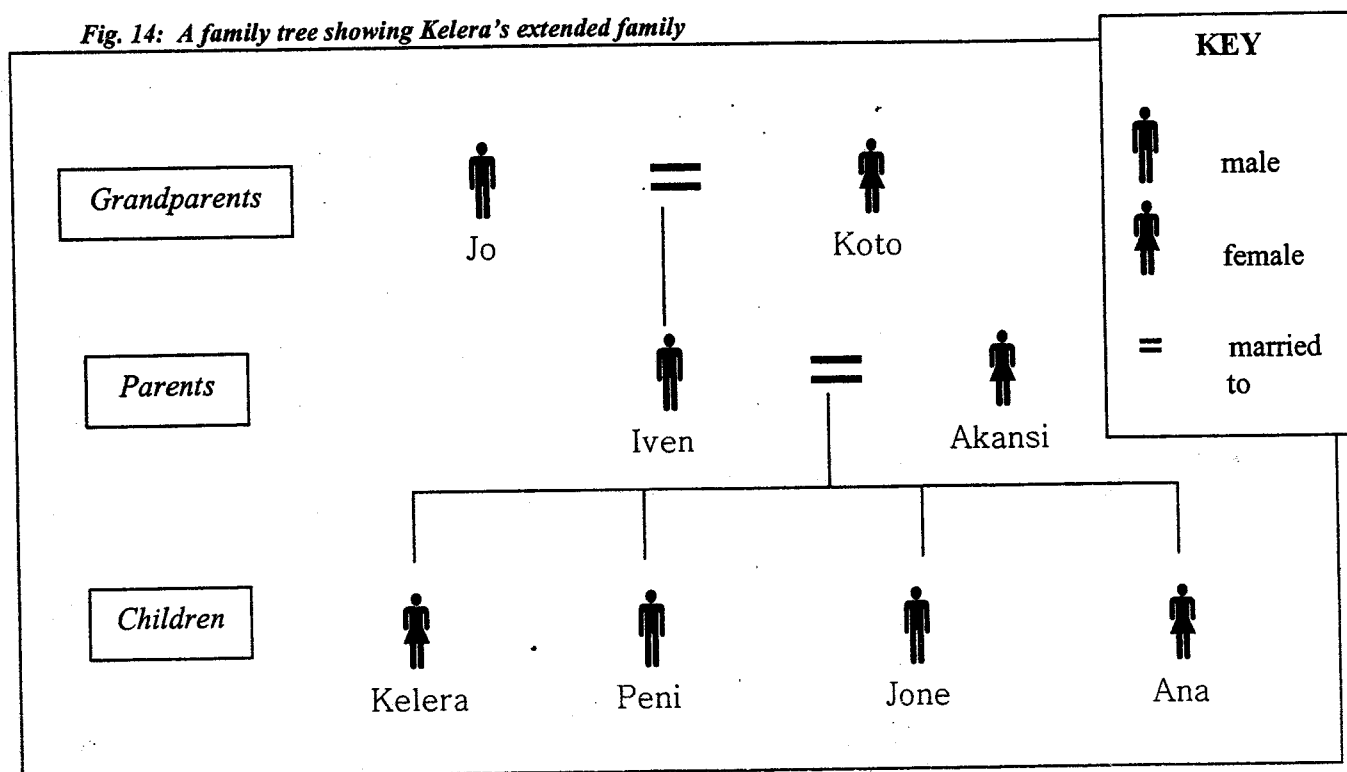 Fig. 14: A family tree showing Kelera's extended family
KEY
male
female
= married
to
Grandparents
Jo
=
Koto
Parents
Iven
=
Akansi
Children
Kelera
Peni
Jone
Ana